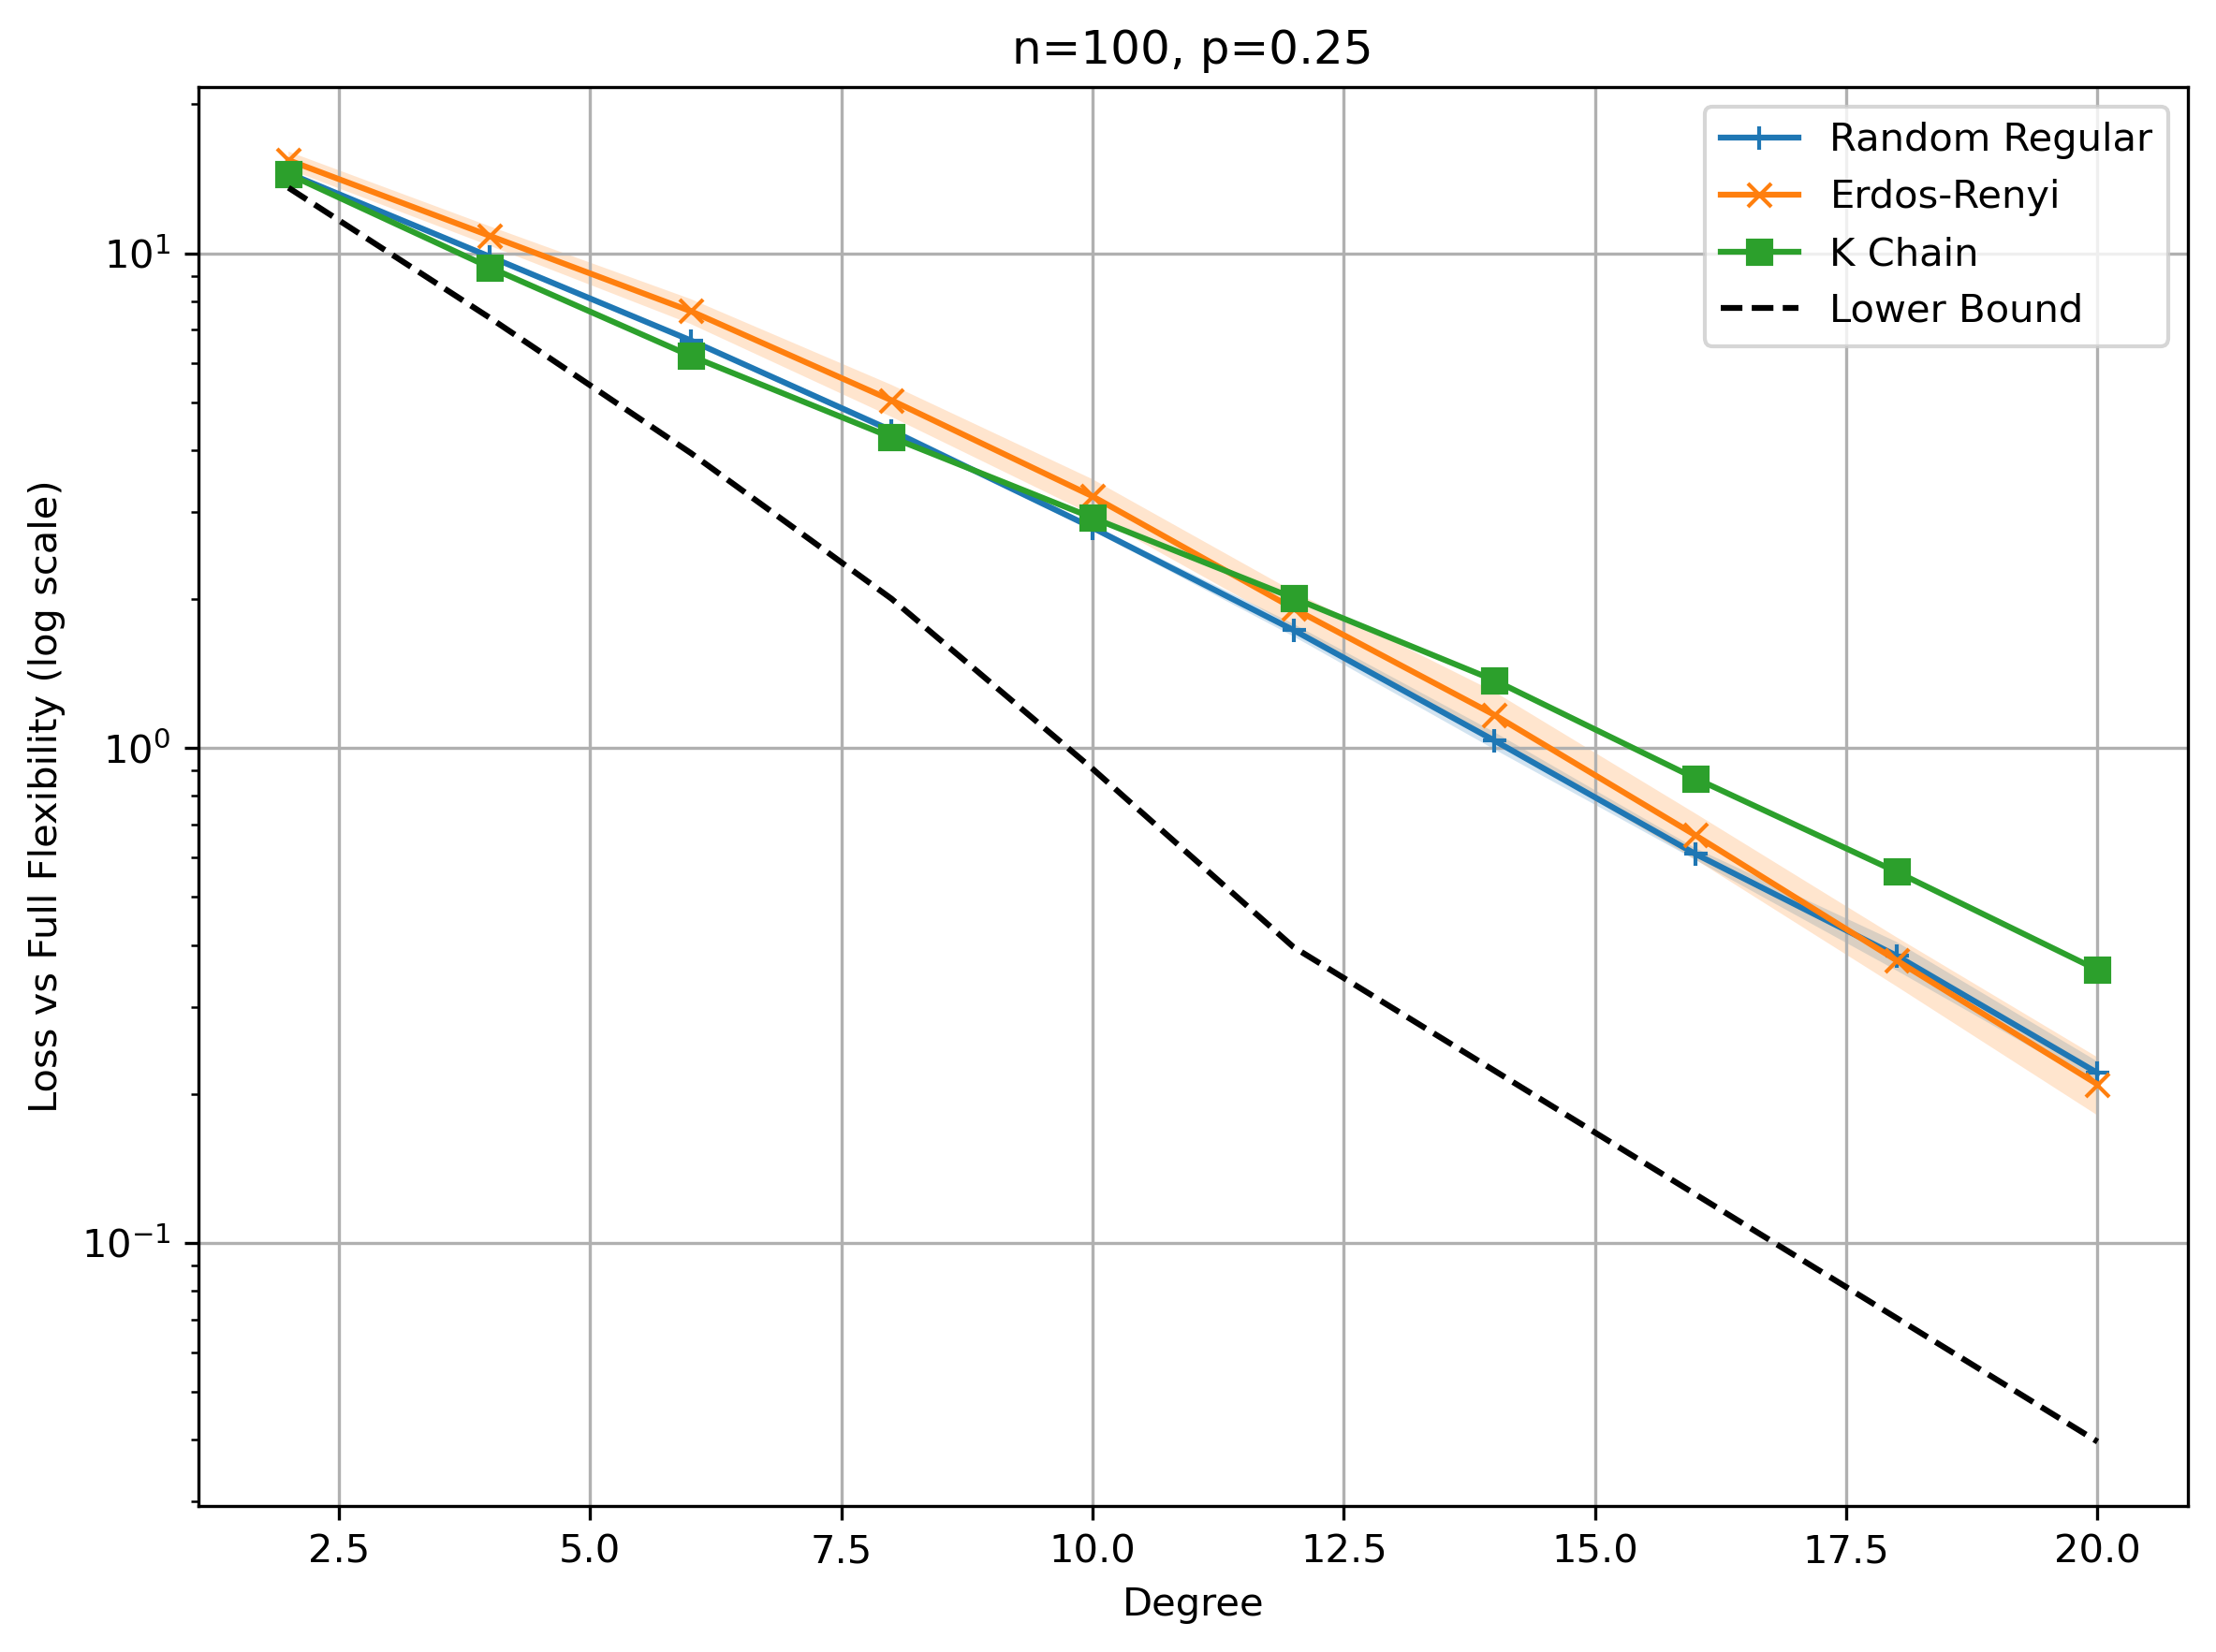 n=100, p=0.25
Random Regular
Erdos-Renyi
K Chain
Lower Bound
Loss vs Full Flexibility (log scale)
10¹
10⁰
10⁻¹
2.5 5.0 7.5 10.0 12.5 15.0 17.5 20.0
Degree